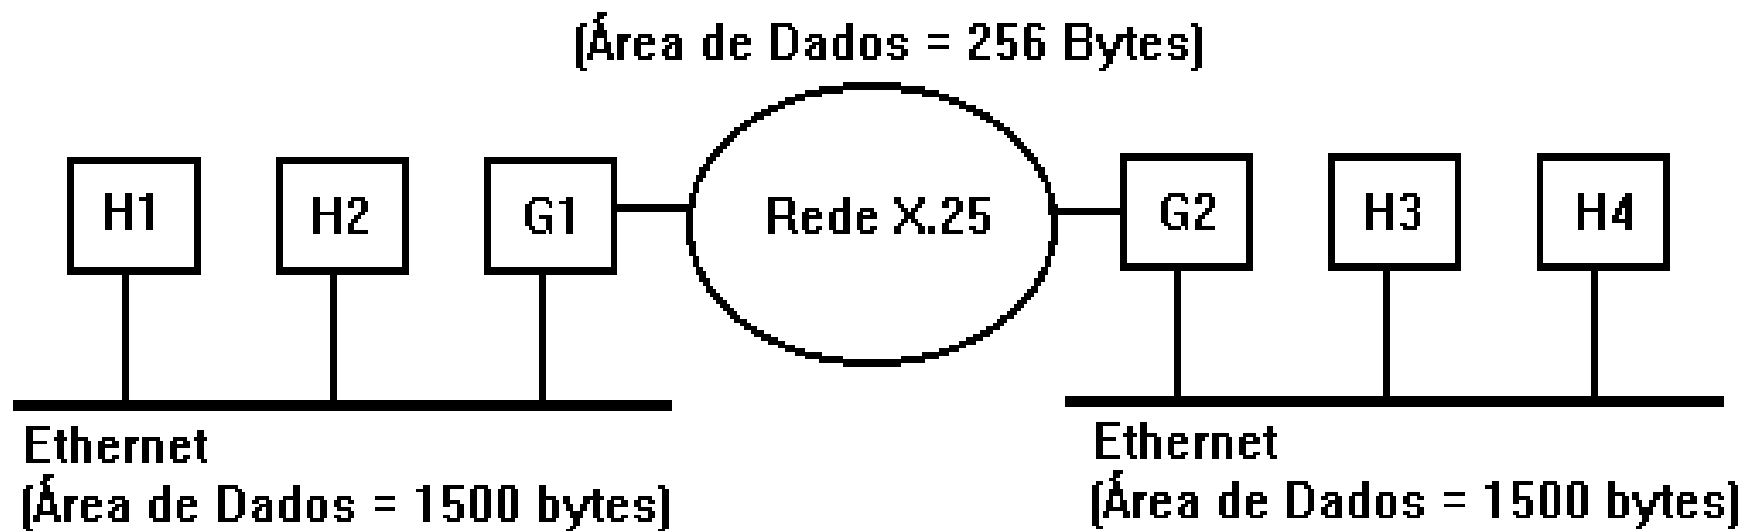 (Área de Dados = 256 Bytes)
H1
H2
G1
Rede X.25
G2
H3
H4
Ethernet
(Área de Dados = 1500 bytes)
Ethernet
(Área de Dados = 1500 bytes)